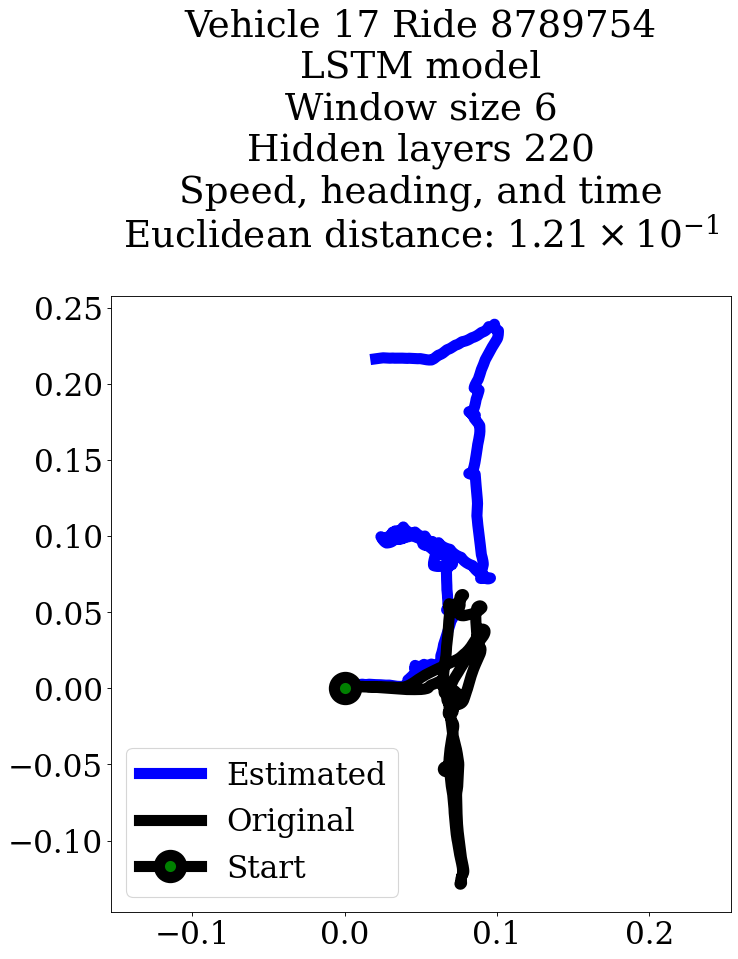 Vehicle 17 Ride 8789754
LSTM model
Window size 6
Hidden layers 220
Speed, heading, and time
Euclidean distance: 1.21 × 10⁻¹
0.25
0.20
0.15
0.10
0.05
0.00
−0.05
−0.10
Estimated
Original
Start
−0.1 0.0 0.1 0.2